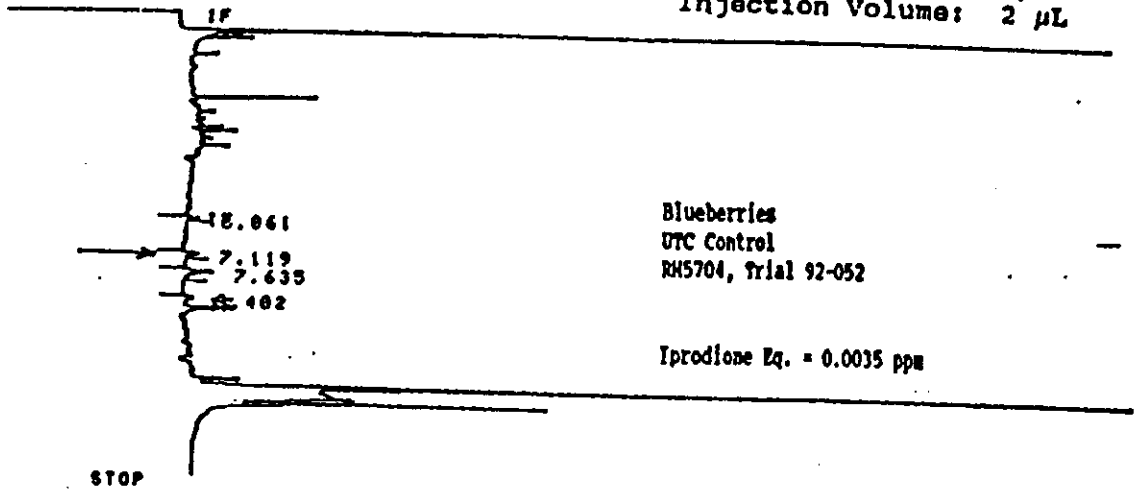 IF
Injection Volume: 2 µL
Blueberries
UTC Control
RH5704, Trial 92-052
7.119
7.635
Iprodione Eq. = 0.0035 ppm
STOP